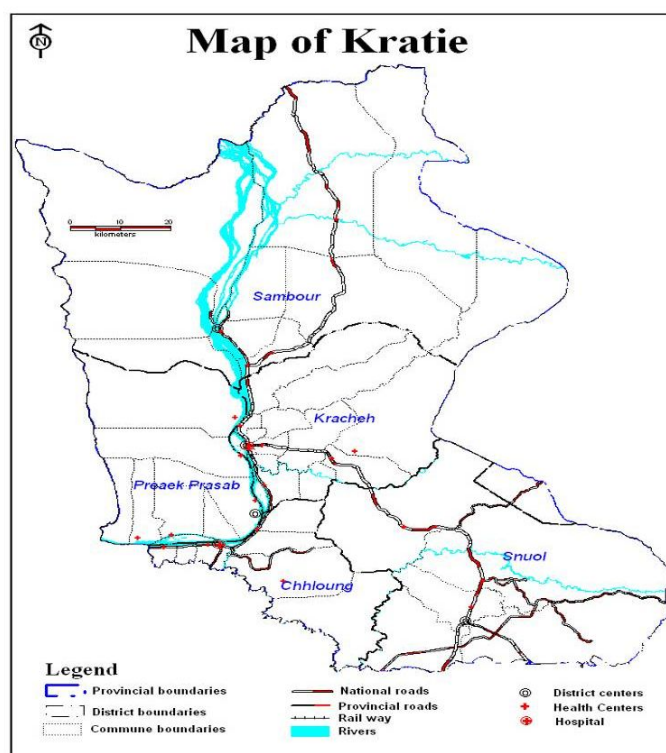 Map of Kratie
N
0 10 20
kilometers
Sambour
Kracheh
Preaek Prasab
Snuol
Chhloung
Legend
Provincial boundaries
District boundaries
Commune boundaries
National roads
Provincial roads
Rail way
Rivers
District centers
Health Centers
Hospital